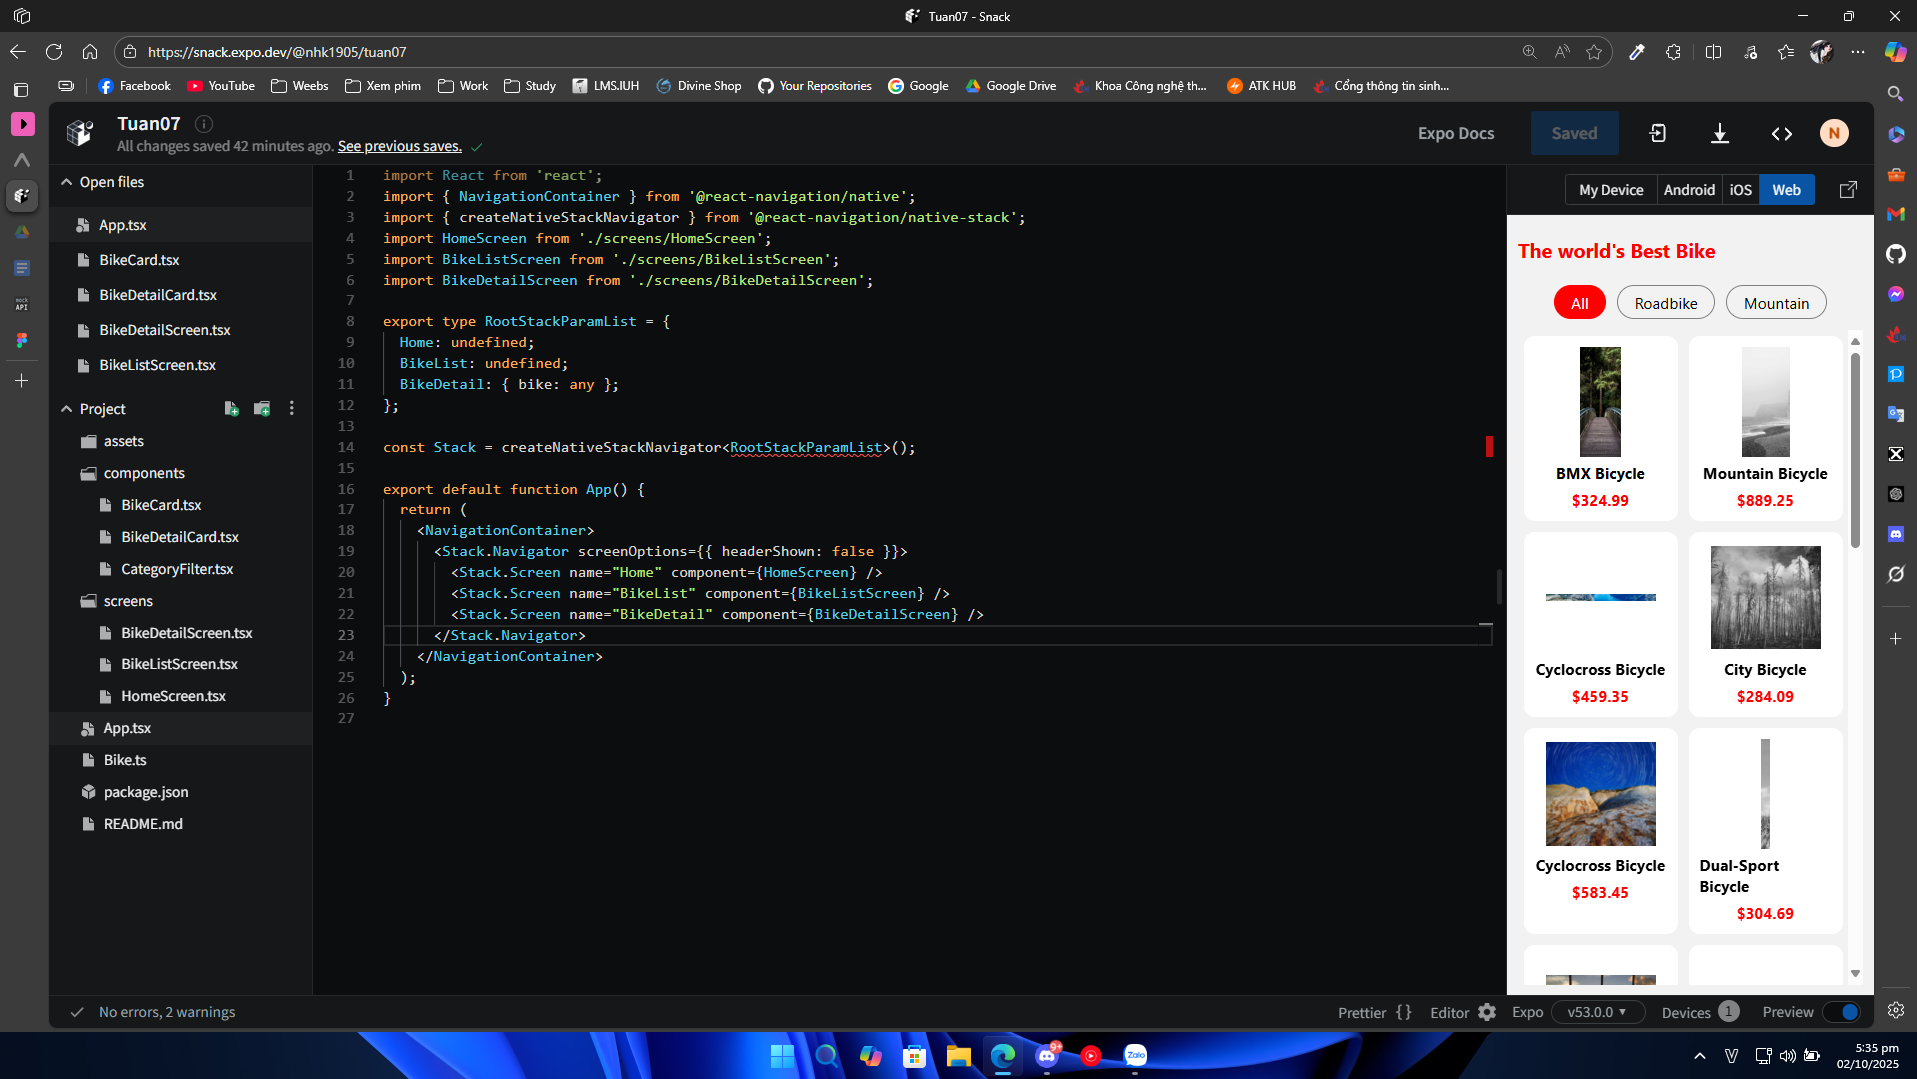 Tuan07 - Snack
https://snack.expo.dev/@nhk1905/tuan07
Facebook
YouTube
Weebs
Xem phim
Work
Study
LMS.IUH
Divine Shop
Your Repositories
Google
Google Drive
Khoa Công nghệ th...
ATK HUB
Cổng thông tin sinh...
Tuan07
All changes saved 42 minutes ago. See previous saves.
Expo Docs
Saved
N
Open files
App.tsx
BikeCard.tsx
BikeDetailCard.tsx
BikeDetailScreen.tsx
BikeListScreen.tsx
Project
assets
components
BikeCard.tsx
BikeDetailCard.tsx
CategoryFilter.tsx
screens
BikeDetailScreen.tsx
BikeListScreen.tsx
HomeScreen.tsx
App.tsx
Bike.ts
package.json
README.md
1 import React from 'react';
2 import { NavigationContainer } from '@react-navigation/native';
3 import { createNativeStackNavigator } from '@react-navigation/native-stack';
4 import HomeScreen from './screens/HomeScreen';
5 import BikeListScreen from './screens/BikeListScreen';
6 import BikeDetailScreen from './screens/BikeDetailScreen';
7
8 export type RootStackParamList = {
9 Home: undefined;
10 BikeList: undefined;
11 BikeDetail: { bike: any };
12 };
13
14 const Stack = createNativeStackNavigator<RootStackParamList>();
15
16 export default function App() {
17 return (
18 <NavigationContainer>
19 <Stack.Navigator screenOptions={{ headerShown: false }}>
20 <Stack.Screen name="Home" component={HomeScreen} />
21 <Stack.Screen name="BikeList" component={BikeListScreen} />
22 <Stack.Screen name="BikeDetail" component={BikeDetailScreen} />
23 </Stack.Navigator>
24 </NavigationContainer>
25 );
26 }
27
My Device
Android
iOS
Web
The world's Best Bike
All
Roadbike
Mountain
BMX Bicycle
$324.99
Mountain Bicycle
$889.25
Cyclocross Bicycle
$459.35
City Bicycle
$284.09
Cyclocross Bicycle
$583.45
Dual-Sport
Bicycle
$304.69
No errors, 2 warnings
Prettier { }
Editor
Expo
v53.0.0
Devices 1
Preview
mock
API
9+
Zalo
V
5:35 pm
02/10/2025